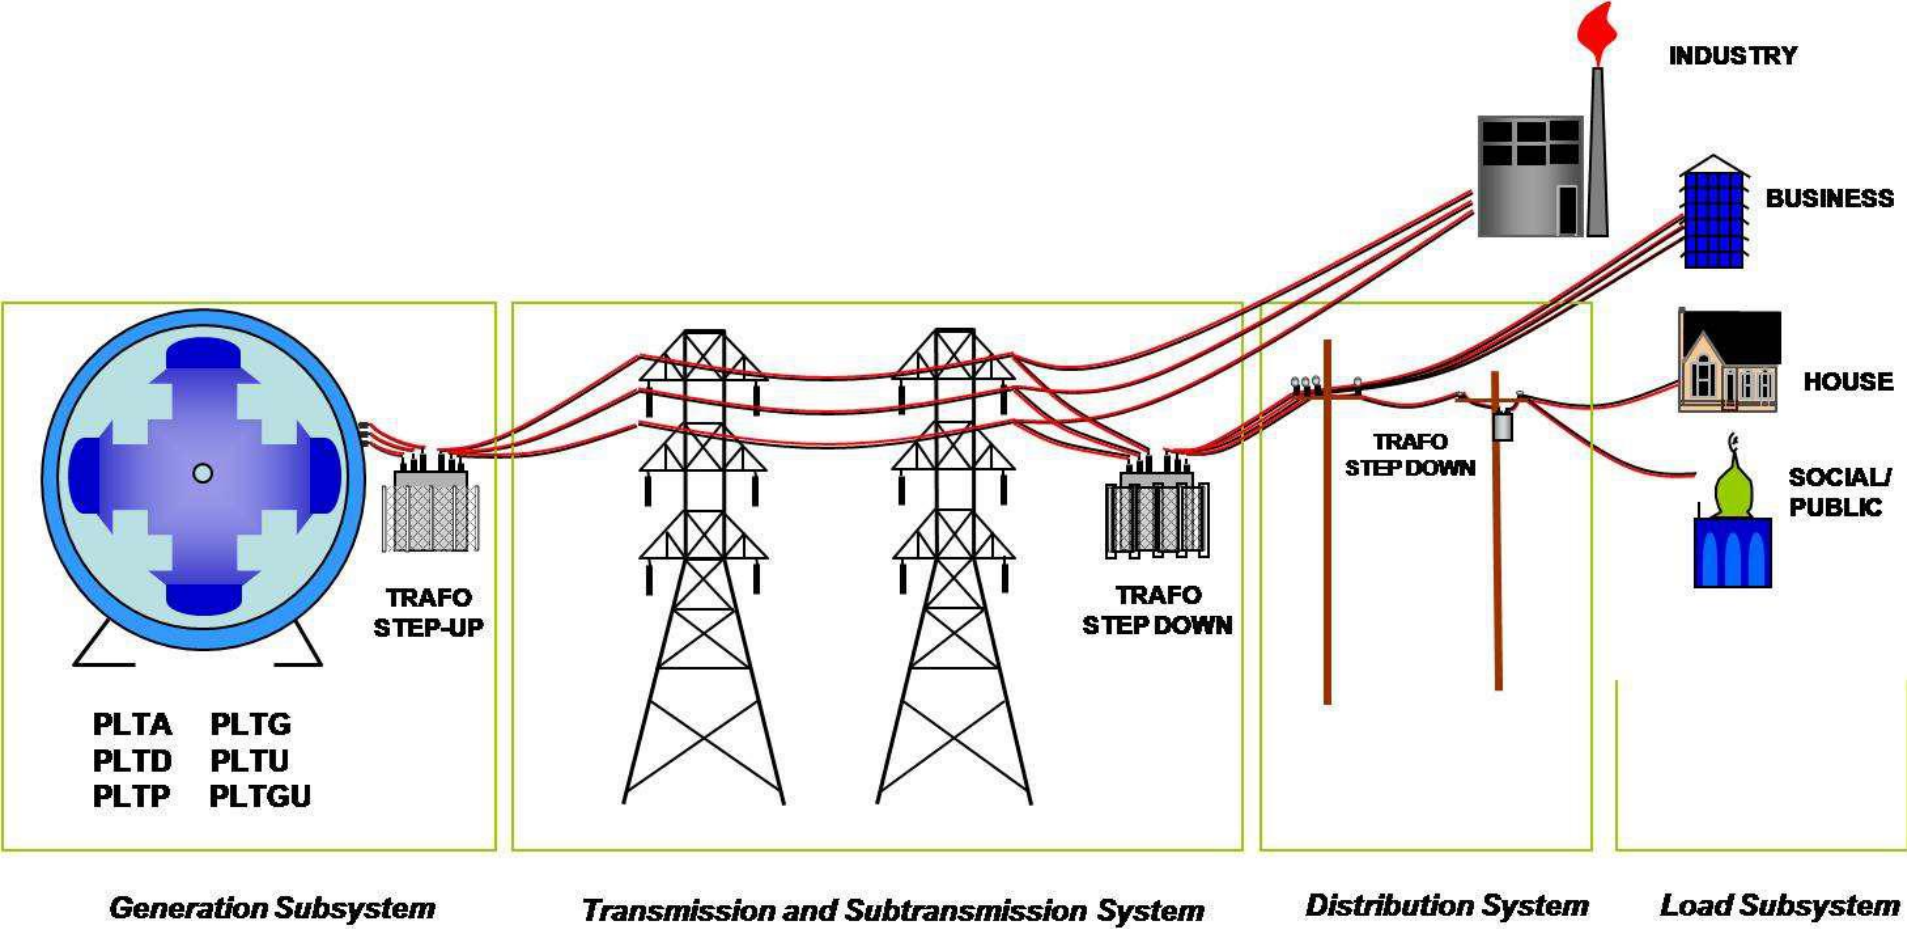 INDUSTRY
BUSINESS
HOUSE
TRAFO
STEP DOWN
SOCIAL/
PUBLIC
TRAFO
STEP-UP
TRAFO
STEP DOWN
PLTA PLTG
PLTD PLTU
PLTP PLTGU
Generation Subsystem
Transmission and Subtransmission System
Distribution System
Load Subsystem